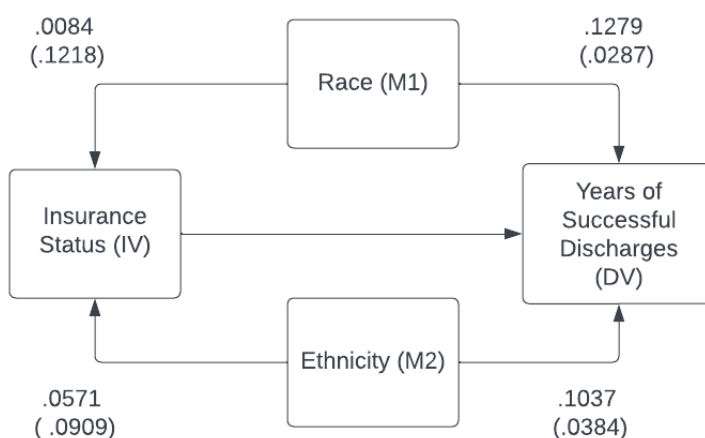 .0084
(.1218)
Race (M1)
.1279
(.0287)
Insurance
Status (IV)
Years of
Successful
Discharges
(DV)
Ethnicity (M2)
.0571
( .0909)
.1037
(.0384)